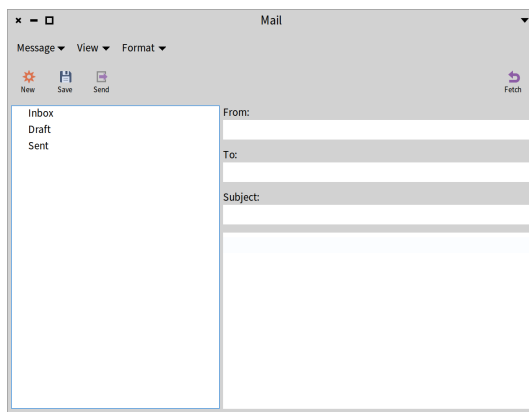 Mail
Message View Format
New Save Send Fetch
Inbox
Draft
Sent
From:
To:
Subject: